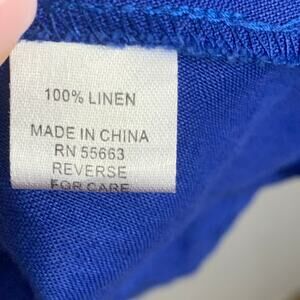 100% LINEN
MADE IN CHINA
RN 55663
REVERSE
FOR CARE